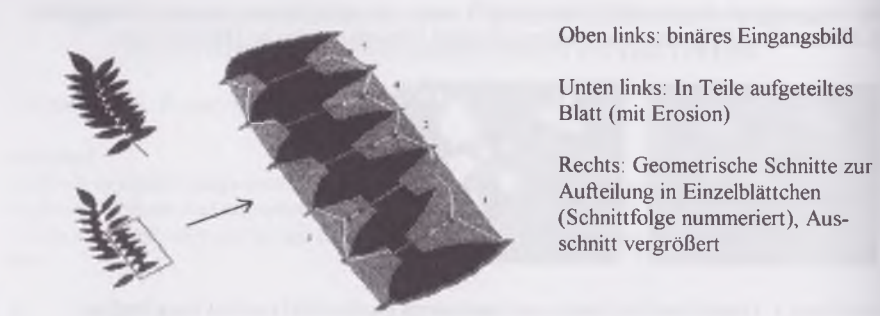 Oben links: binäres Eingangsbild
Unten links: In Teile aufgeteiltes
Blatt (mit Erosion)
Rechts: Geometrische Schnitte zur
Aufteilung in Einzelblättchen
(Schnittfolge nummeriert), Aus-
schnitt vergrößert